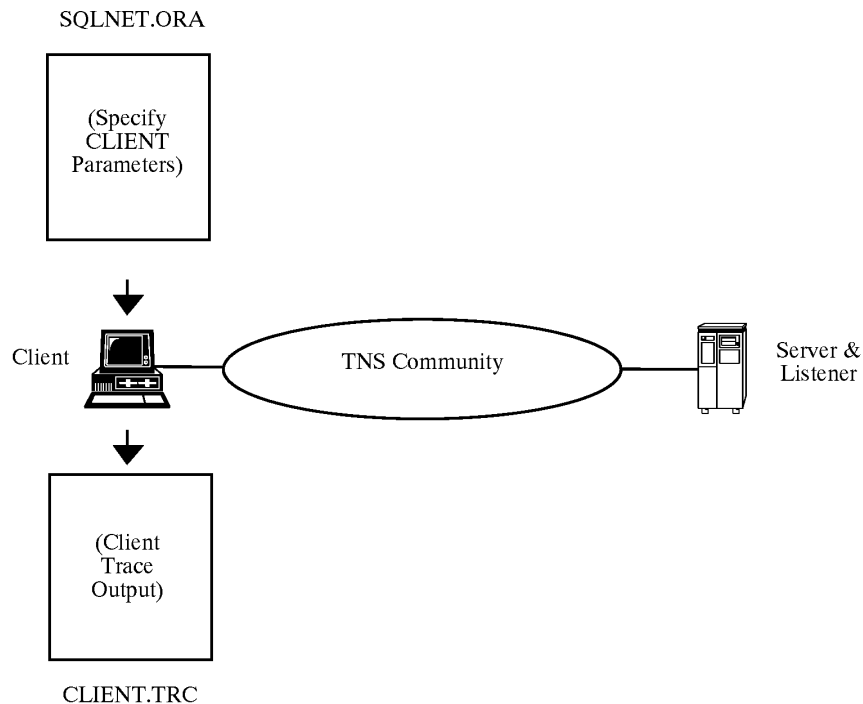 SQLNET.ORA
(Specify
CLIENT
Parameters)
Client
TNS Community
Server &
Listener
(Client
Trace
Output)
CLIENT.TRC